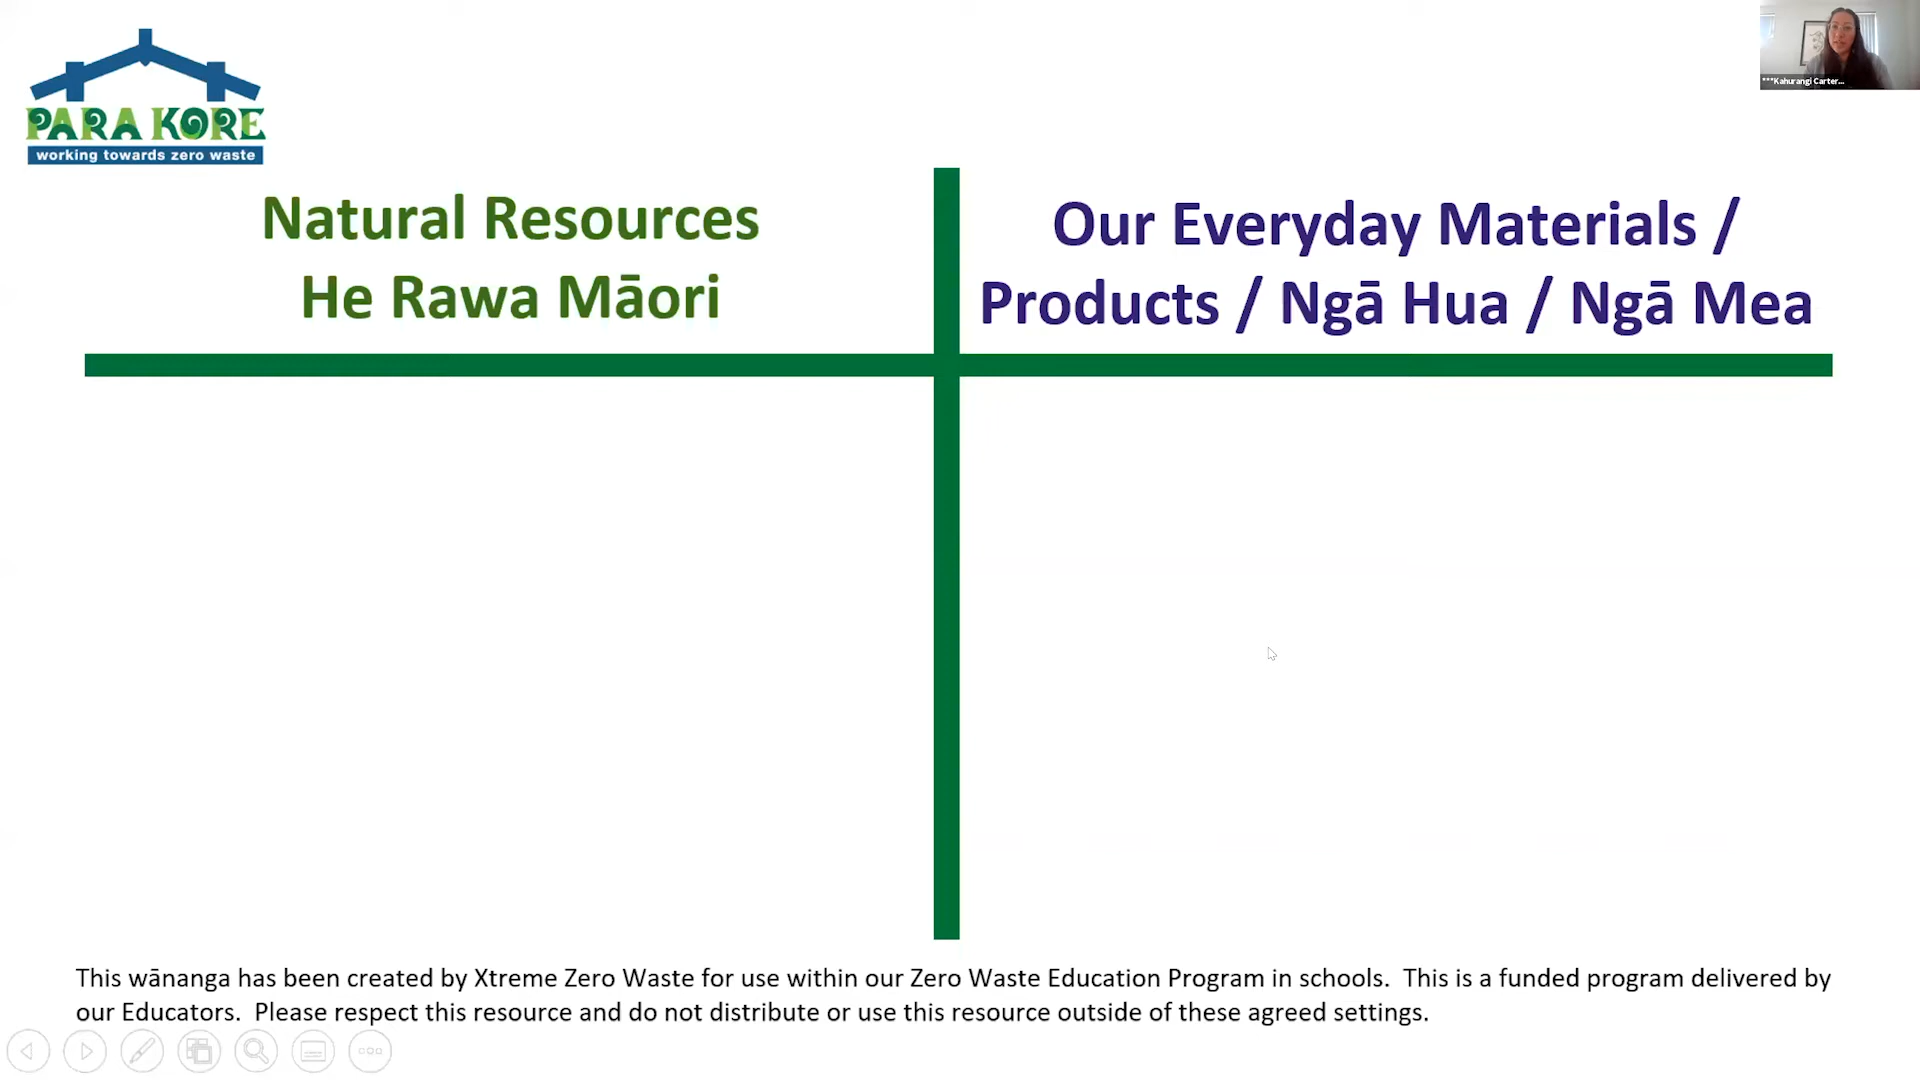 ***Kahurangi Carter...
PARA KORE
working towards zero waste
Natural Resources
He Rawa Māori
Our Everyday Materials /
Products / Ngā Hua / Ngā Mea
This wānanga has been created by Xtreme Zero Waste for use within our Zero Waste Education Program in schools.  This is a funded program delivered by
our Educators.  Please respect this resource and do not distribute or use this resource outside of these agreed settings.